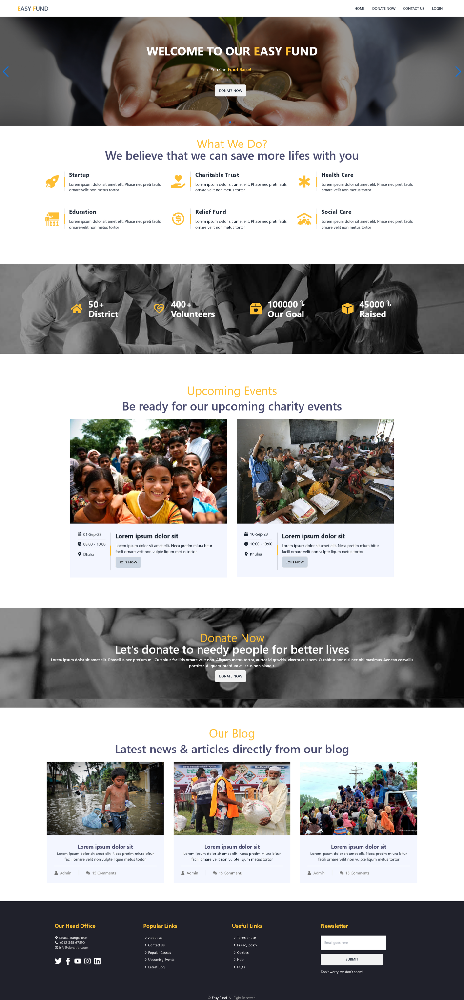 EASY FUND
HOME DONATE NOW CONTACT US LOGIN
WELCOME TO OUR EASY FUND
You Can Fund Raise!
DONATE NOW
What We Do?
We believe that we can save more lifes with you
Startup
Lorem ipsum dolor sit amet elit. Phase nec preti facils
ornare velit non metus tortor
Charitable Trust
Lorem ipsum dolor sit amet elit. Phase nec preti facils
ornare velit non metus tortor
Health Care
Lorem ipsum dolor sit amet elit. Phase nec preti facils
ornare velit non metus tortor
Education
Lorem ipsum dolor sit amet elit. Phase nec preti facils
ornare velit non metus tortor
Relief Fund
Lorem ipsum dolor sit amet elit. Phase nec preti facils
ornare velit non metus tortor
Social Care
Lorem ipsum dolor sit amet elit. Phase nec preti facils
ornare velit non metus tortor
50+
District
400+
Volunteers
100000 ৳
Our Goal
45000 ৳
Raised
Upcoming Events
Be ready for our upcoming charity events
01-Sep-23
08:00 - 10:00
Dhaka
Lorem ipsum dolor sit
Lorem ipsum dolor sit amet elit. Neca pretim miura bitur
facili ornare velit non vulpte liqum metus tortor
JOIN NOW
10-Sep-23
10:00 - 13:00
Khulna
Lorem ipsum dolor sit
Lorem ipsum dolor sit amet elit. Neca pretim miura bitur
facili ornare velit non vulpte liqum metus tortor
JOIN NOW
Donate Now
Let's donate to needy people for better lives
Lorem ipsum dolor sit amet elit. Phasellus nec pretium mi. Curabitur facilisis ornare velit non. Aliquam metus tortor, auctor id gravida, viverra quis sem. Curabitur non nisl nec nisi maximus. Aenean convallis
porttitor. Aliquam interdum at lacus non blandit.
DONATE NOW
Our Blog
Latest news & articles directly from our blog
Flood Rehabilitation Program
Lorem ipsum dolor sit
Lorem ipsum dolor sit amet elit. Neca pretim miura bitur
facili ornare velit non vulpte liqum metus tortor
Admin 15 Comments
Lorem ipsum dolor sit
Lorem ipsum dolor sit amet elit. Neca pretim miura bitur
facili ornare velit non vulpte liqum metus tortor
Admin 15 Comments
Lorem ipsum dolor sit
Lorem ipsum dolor sit amet elit. Neca pretim miura bitur
facili ornare velit non vulpte liqum metus tortor
Admin 15 Comments
Our Head Office
Dhaka, Bangladesh
+012 345 67890
info@donation.com
Popular Links
About Us
Contact Us
Popular Causes
Upcoming Events
Latest Blog
Useful Links
Terms of use
Privacy policy
Cookies
Help
FQAs
Newsletter
Email goes here
SUBMIT
Don't worry, we don't spam!
© Easy Fund. All Right Reserved.